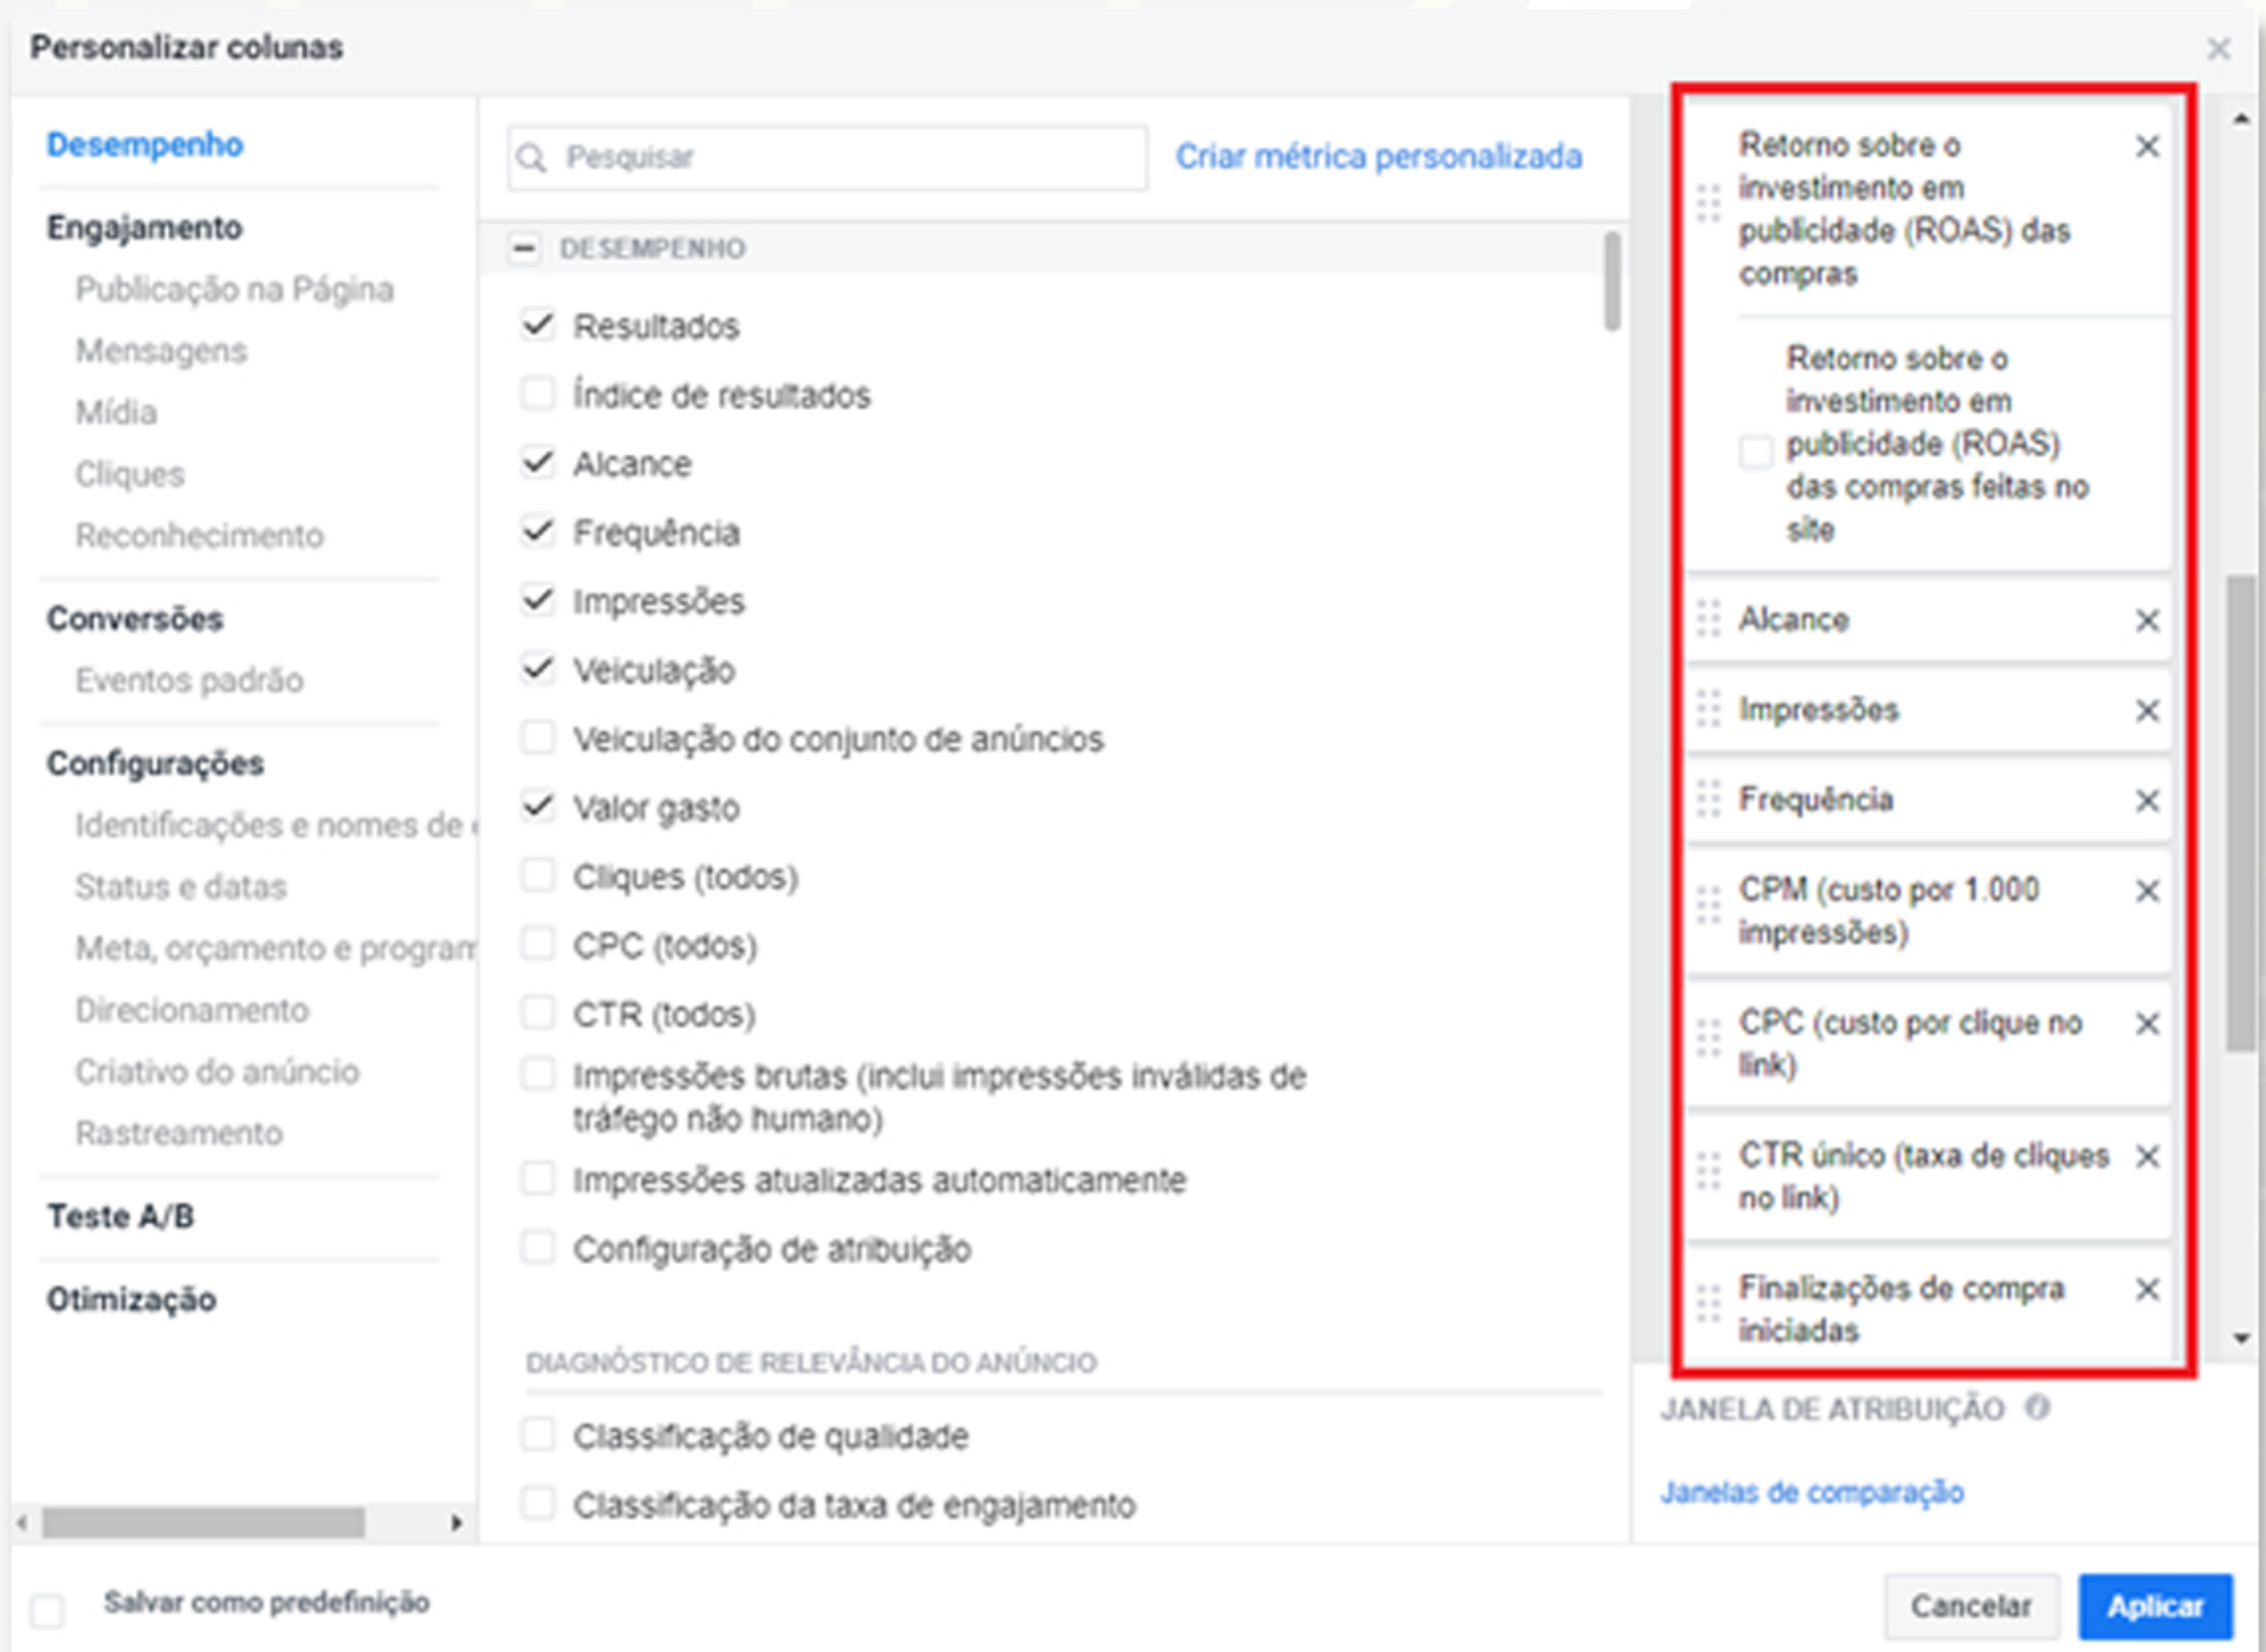 Personalizar colunas
Desempenho
Engajamento
Publicação na Página
Mensagens
Mídia
Cliques
Reconhecimento
Conversões
Eventos padrão
Configurações
Identificações e nomes de
Status e datas
Meta, orçamento e program
Direcionamento
Criativo do anúncio
Rastreamento
Teste A/B
Otimização
Pesquisar
Criar métrica personalizada
DESEMPENHO
Resultados
Índice de resultados
Alcance
Frequência
Impressões
Veiculação
Veiculação do conjunto de anúncios
Valor gasto
Cliques (todos)
CPC (todos)
CTR (todos)
Impressões brutas (inclui impressões inválidas de
tráfego não humano)
Impressões atualizadas automaticamente
Configuração de atribuição
DIAGNÓSTICO DE RELEVÂNCIA DO ANÚNCIO
Classificação de qualidade
Classificação da taxa de engajamento
Retorno sobre o
investimento em
publicidade (ROAS) das
compras
Retorno sobre o
investimento em
publicidade (ROAS)
das compras feitas no
site
Alcance
Impressões
Frequência
CPM (custo por 1.000
impressões)
CPC (custo por clique no
link)
CTR único (taxa de cliques
no link)
Finalizações de compra
iniciadas
JANELA DE ATRIBUIÇÃO
Janelas de comparação
Salvar como predefinição
Cancelar
Aplicar